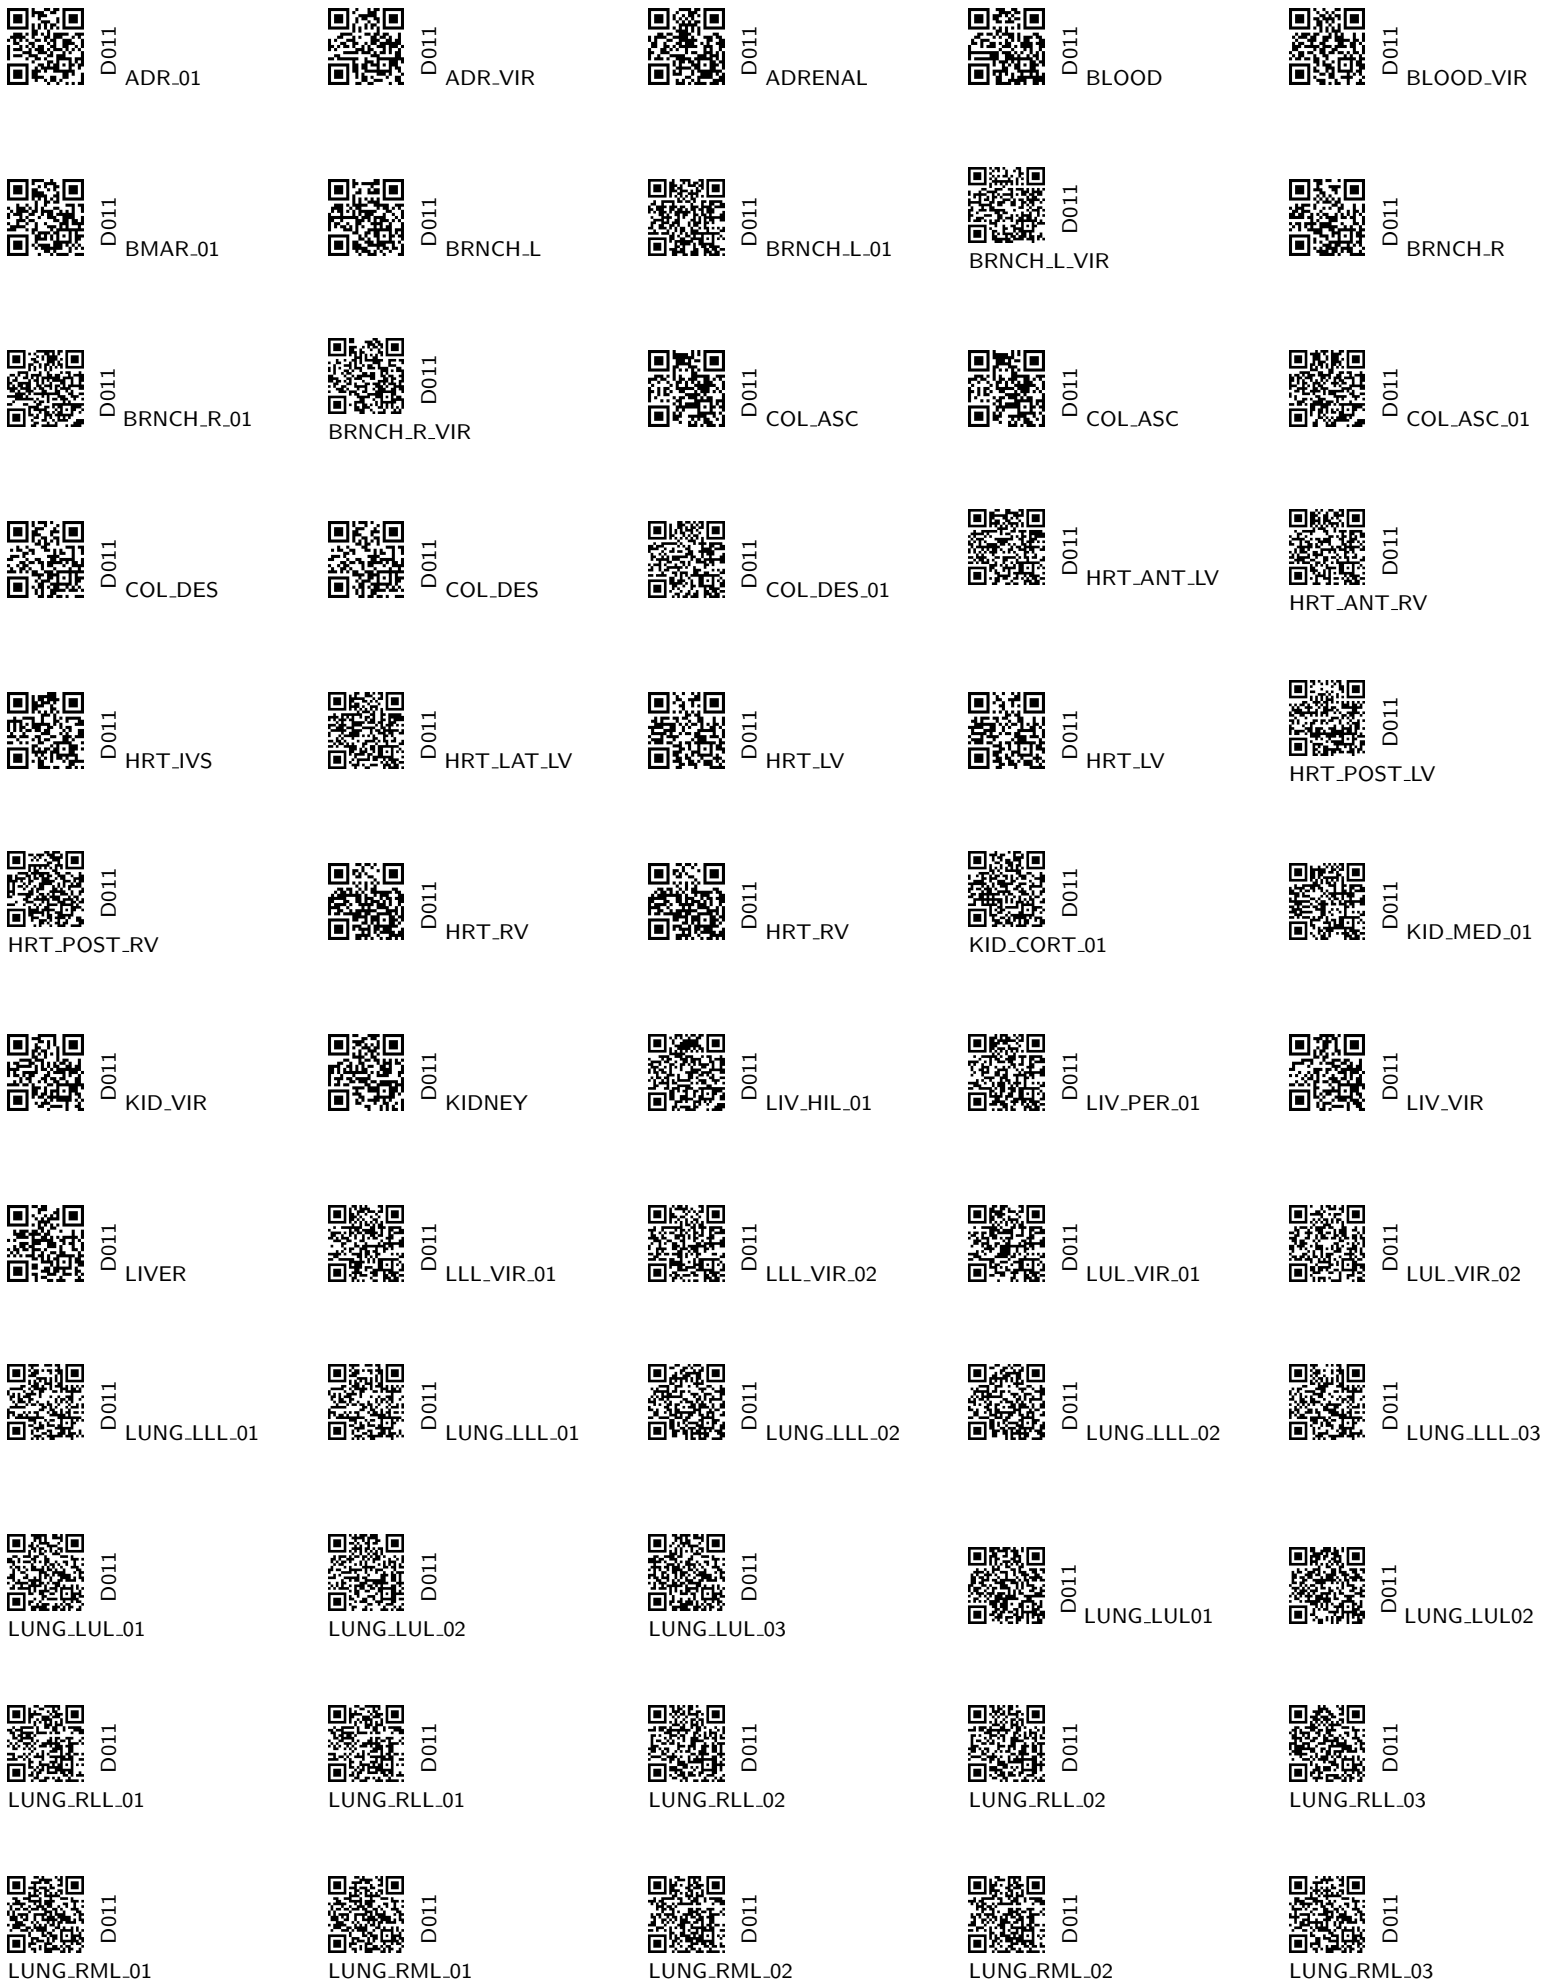 D011 ADR_01
D011 ADR_VIR
D011 ADRENAL
D011 BLOOD
D011 BLOOD_VIR
D011 BMAR_01
D011 BRNCH_L
D011 BRNCH_L_01
D011
BRNCH_L_VIR
D011 BRNCH_R
D011 BRNCH_R_01
D011
BRNCH_R_VIR
D011 COL_ASC
D011 COL_ASC
D011 COL_ASC_01
D011 COL_DES
D011 COL_DES
D011 COL_DES_01
D011 HRT_ANT_LV
D011
HRT_ANT_RV
D011 HRT_IVS
D011 HRT_LAT_LV
D011 HRT_LV
D011 HRT_LV
D011
HRT_POST_LV
D011
HRT_POST_RV
D011 HRT_RV
D011 HRT_RV
D011
KID_CORT_01
D011 KID_MED_01
D011 KID_VIR
D011 KIDNEY
D011 LIV_HIL_01
D011 LIV_PER_01
D011 LIV_VIR
D011 LIVER
D011 LLL_VIR_01
D011 LLL_VIR_02
D011 LUL_VIR_01
D011 LUL_VIR_02
D011 LUNG_LLL_01
D011 LUNG_LLL_01
D011 LUNG_LLL_02
D011 LUNG_LLL_02
D011 LUNG_LLL_03
D011
LUNG_LUL_01
D011
LUNG_LUL_02
D011
LUNG_LUL_03
D011 LUNG_LUL01
D011 LUNG_LUL02
D011
LUNG_RLL_01
D011
LUNG_RLL_01
D011
LUNG_RLL_02
D011
LUNG_RLL_02
D011
LUNG_RLL_03
D011
LUNG_RML_01
D011
LUNG_RML_01
D011
LUNG_RML_02
D011
LUNG_RML_02
D011
LUNG_RML_03